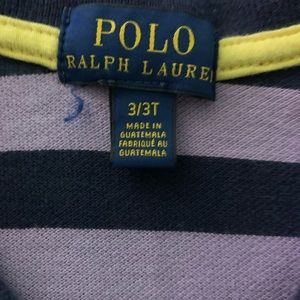 POLO
RALPH LAURE
3/3T
MADE IN
GUATEMALA
FABRIQUÉ AU
GUATEMALA